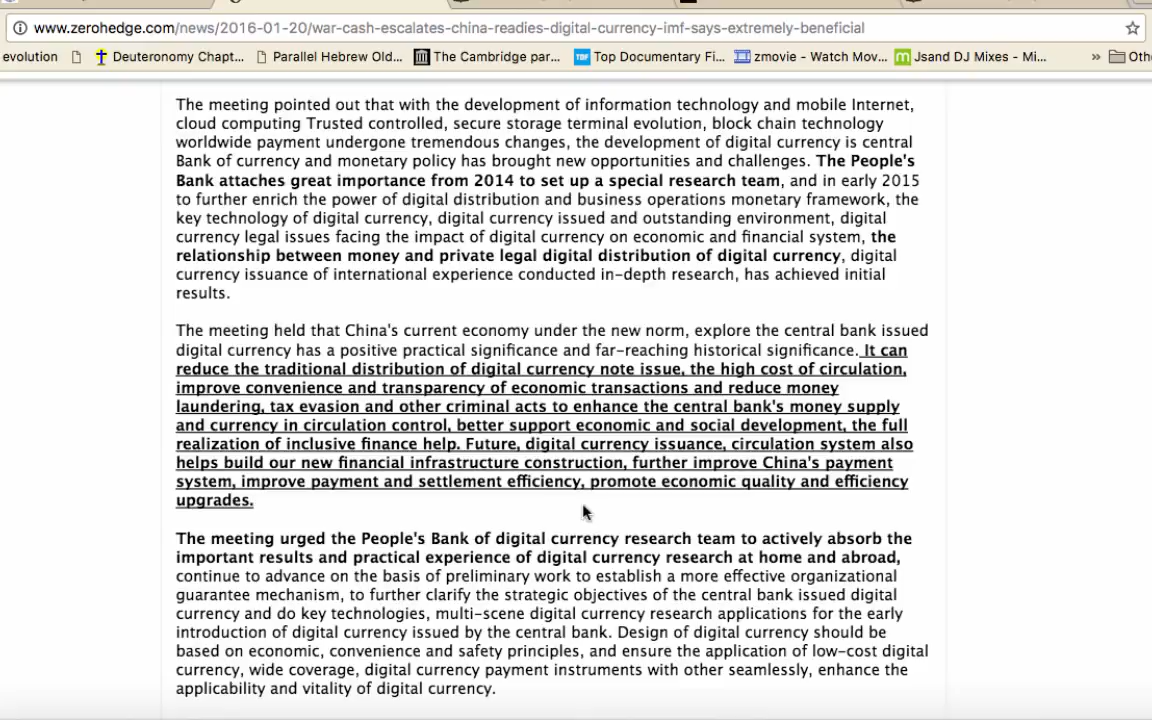 www.zerohedge.com/news/2016-01-20/war-cash-escalates-china-readies-digital-currency-imf-says-extremely-beneficial
evolution Deuteronomy Chapt... Parallel Hebrew Old... The Cambridge par... TDF Top Documentary Fi... zmovie - Watch Mov... m Jsand DJ Mixes - Mi... » Oth
The meeting pointed out that with the development of information technology and mobile Internet,
cloud computing Trusted controlled, secure storage terminal evolution, block chain technology
worldwide payment undergone tremendous changes, the development of digital currency is central
Bank of currency and monetary policy has brought new opportunities and challenges. The People's
Bank attaches great importance from 2014 to set up a special research team, and in early 2015
to further enrich the power of digital distribution and business operations monetary framework, the
key technology of digital currency, digital currency issued and outstanding environment, digital
currency legal issues facing the impact of digital currency on economic and financial system, the
relationship between money and private legal digital distribution of digital currency, digital
currency issuance of international experience conducted in-depth research, has achieved initial
results.
The meeting held that China's current economy under the new norm, explore the central bank issued
digital currency has a positive practical significance and far-reaching historical significance. It can
reduce the traditional distribution of digital currency note issue, the high cost of circulation,
improve convenience and transparency of economic transactions and reduce money
laundering, tax evasion and other criminal acts to enhance the central bank's money supply
and currency in circulation control, better support economic and social development, the full
realization of inclusive finance help. Future, digital currency issuance, circulation system also
helps build our new financial infrastructure construction, further improve China's payment
system, improve payment and settlement efficiency, promote economic quality and efficiency
upgrades.
The meeting urged the People's Bank of digital currency research team to actively absorb the
important results and practical experience of digital currency research at home and abroad,
continue to advance on the basis of preliminary work to establish a more effective organizational
guarantee mechanism, to further clarify the strategic objectives of the central bank issued digital
currency and do key technologies, multi-scene digital currency research applications for the early
introduction of digital currency issued by the central bank. Design of digital currency should be
based on economic, convenience and safety principles, and ensure the application of low-cost digital
currency, wide coverage, digital currency payment instruments with other seamlessly, enhance the
applicability and vitality of digital currency.